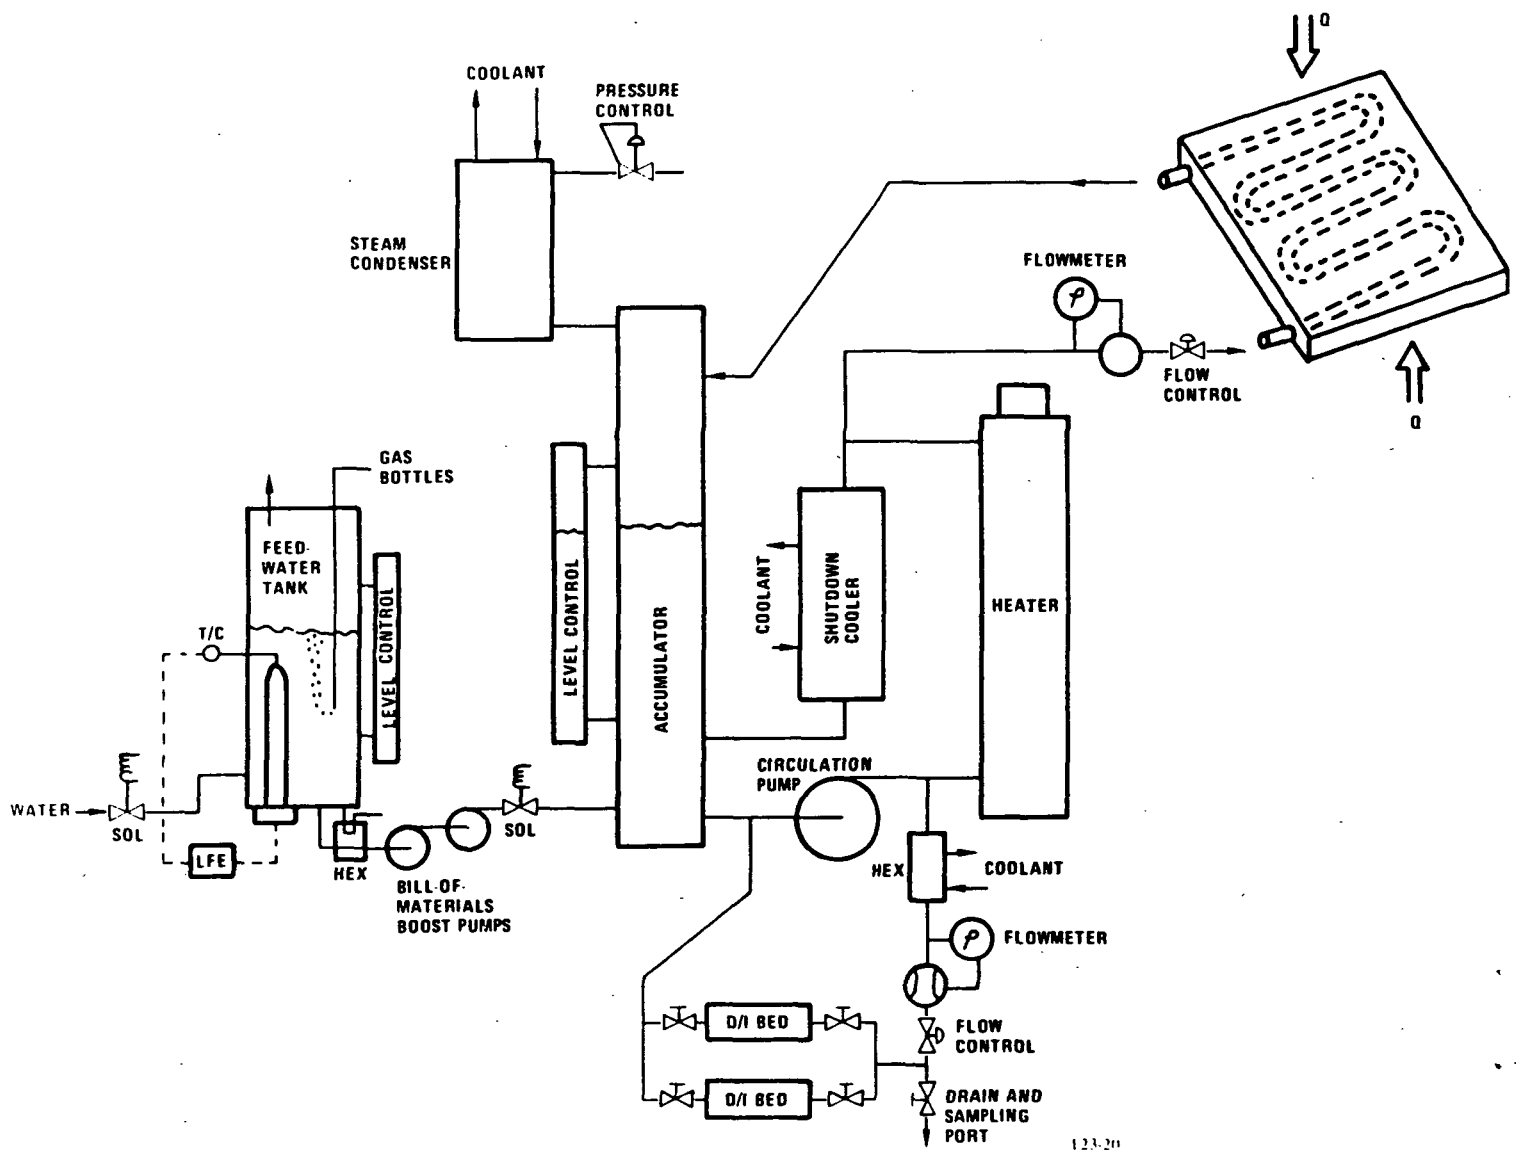 Q
COOLANT
PRESSURE
CONTROL
STEAM
CONDENSER
FLOWMETER
FLOW
CONTROL
Q
GAS
BOTTLES
FEED-
WATER
TANK
LEVEL CONTROL
T/C
WATER
SOL
LFE
HEX
BILL-OF-
MATERIALS
BOOST PUMPS
SOL
LEVEL CONTROL
ACCUMULATOR
COOLANT
SHUTDOWN
COOLER
HEATER
CIRCULATION
PUMP
HEX
COOLANT
FLOWMETER
D/I BED
D/I BED
FLOW
CONTROL
DRAIN AND
SAMPLING
PORT
123-20